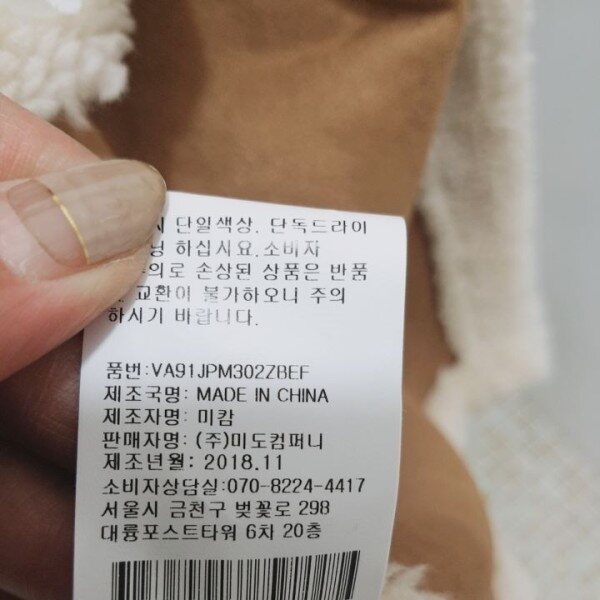 단일색상. 단독드라이
하십시요.소비자
손상된 상품은 반품
교환이 불가하오니 주의
하시기 바랍니다.
품번:VA91JPM302ZBEF
제조국명: MADE IN CHINA
제조자명: 미캄
판매자명: (주)미도컴퍼니
제조년월: 2018.11
소비자상담실:070-8224-4417
서울시 금천구 벚꽃로 298
대륭포스트타워 6차 20층